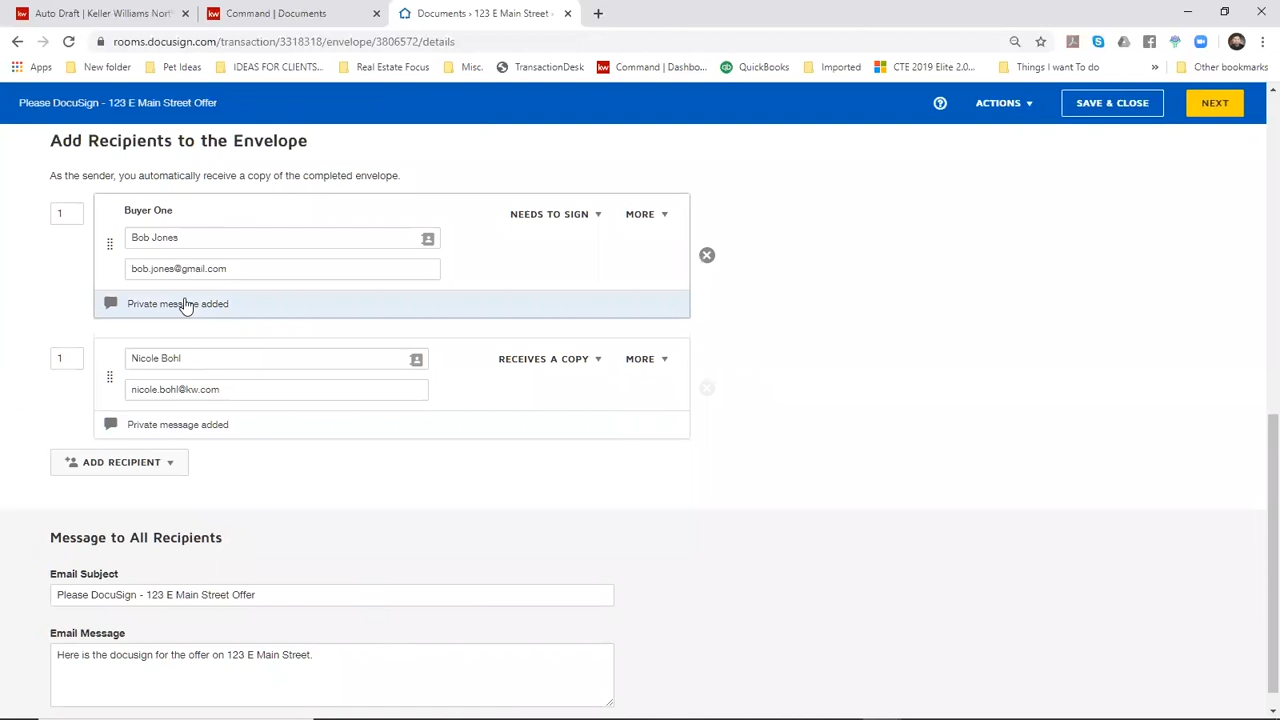 Auto Draft | Keller Williams Nort
Command | Documents
Documents › 123 E Main Street -
rooms.docusign.com/transaction/3318318/envelope/3806572/details
Apps
New folder
Pet Ideas
IDEAS FOR CLIENTS...
Real Estate Focus
Misc.
TransactionDesk
Command | Dashbo...
QuickBooks
Imported
CTE 2019 Elite 2.0...
Things I want To do
»
Other bookmarks
Please DocuSign - 123 E Main Street Offer
ACTIONS
SAVE & CLOSE
NEXT
Add Recipients to the Envelope
As the sender, you automatically receive a copy of the completed envelope.
1
Buyer One
NEEDS TO SIGN
MORE
Bob Jones
bob.jones@gmail.com
Private message added
1
Nicole Bohl
RECEIVES A COPY
MORE
nicole.bohl@kw.com
Private message added
ADD RECIPIENT
Message to All Recipients
Email Subject
Please DocuSign - 123 E Main Street Offer
Email Message
Here is the docusign for the offer on 123 E Main Street.